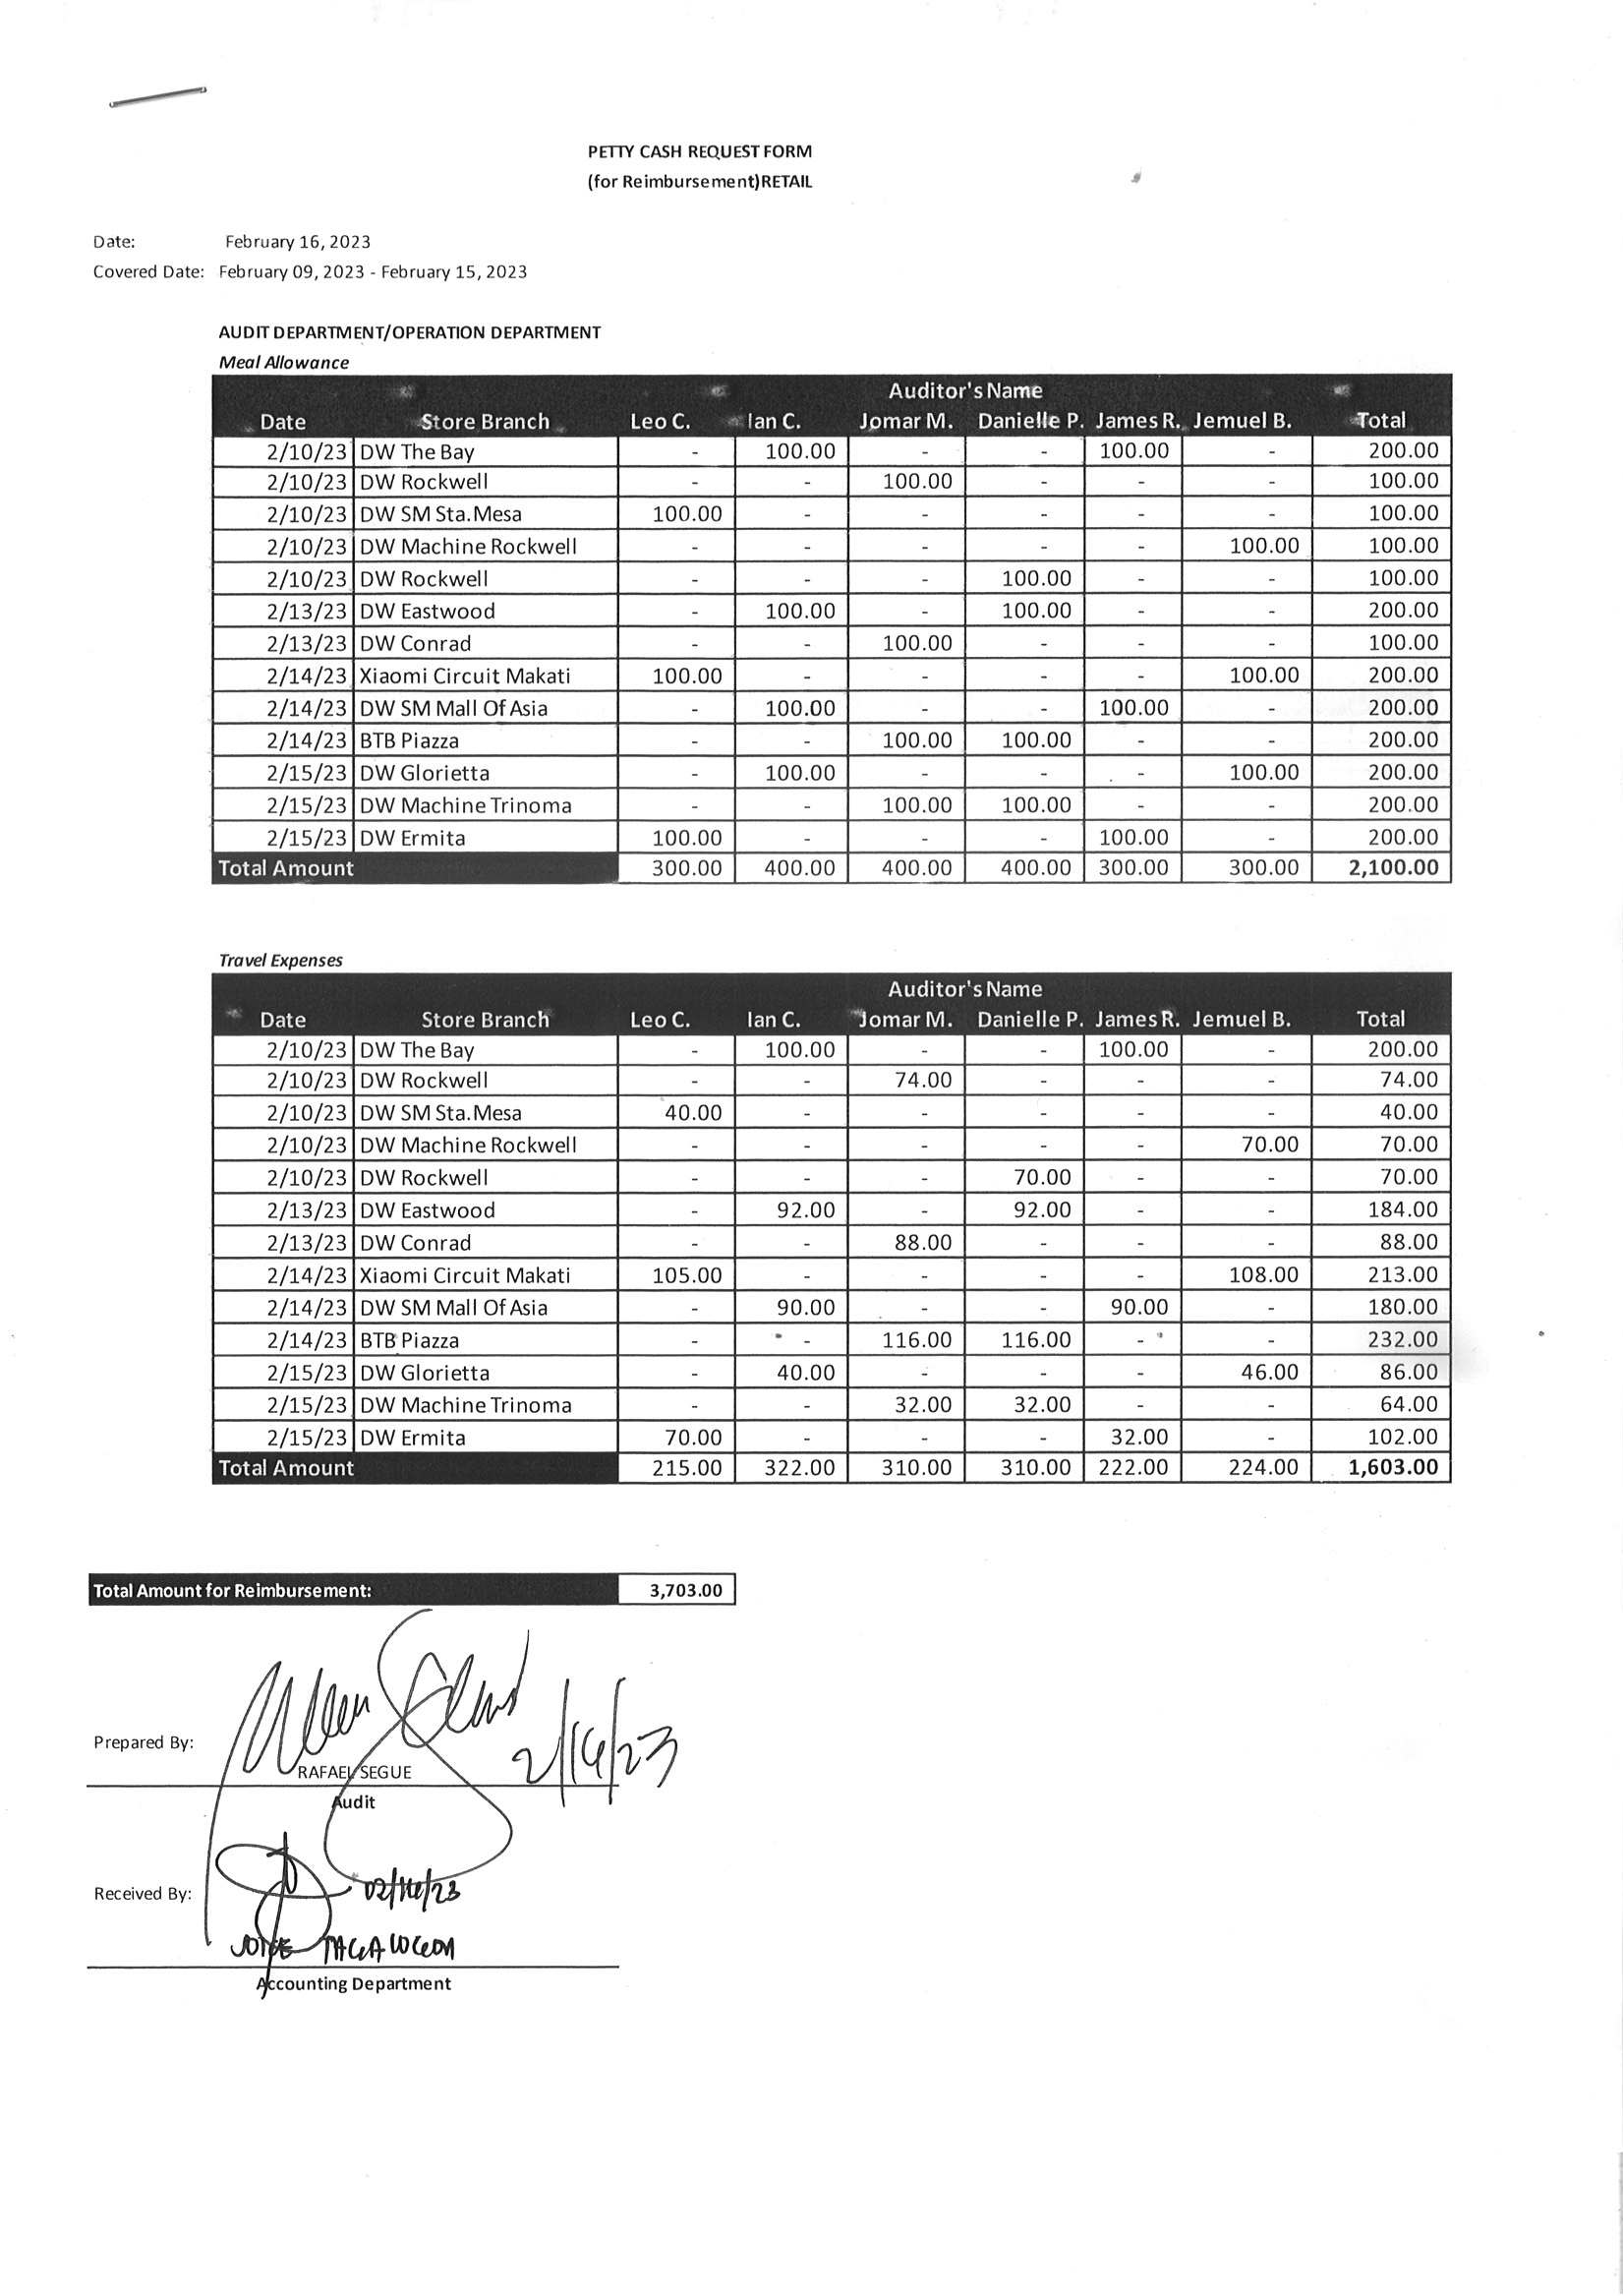 PETTY CASH REQUEST FORM
(for Reimbursement)RETAIL
Date: February 16, 2023
Covered Date: February 09, 2023 - February 15, 2023
AUDIT DEPARTMENT/OPERATION DEPARTMENT
Meal Allowance
Auditor's Name
Date Store Branch Leo C. Ian C. Jomar M. Danielle P. James R. Jemuel B. Total
2/10/23 DW The Bay - 100.00 - - 100.00 - 200.00
2/10/23 DW Rockwell - - 100.00 - - - 100.00
2/10/23 DW SM Sta.Mesa 100.00 - - - - - 100.00
2/10/23 DW Machine Rockwell - - - - - 100.00 100.00
2/10/23 DW Rockwell - - - 100.00 - - 100.00
2/13/23 DW Eastwood - 100.00 - 100.00 - - 200.00
2/13/23 DW Conrad - - 100.00 - - - 100.00
2/14/23 Xiaomi Circuit Makati 100.00 - - - - 100.00 200.00
2/14/23 DW SM Mall Of Asia - 100.00 - - 100.00 - 200.00
2/14/23 BTB Piazza - - 100.00 100.00 - - 200.00
2/15/23 DW Glorietta - 100.00 - - - 100.00 200.00
2/15/23 DW Machine Trinoma - - 100.00 100.00 - - 200.00
2/15/23 DW Ermita 100.00 - - - 100.00 - 200.00
Total Amount 300.00 400.00 400.00 400.00 300.00 300.00 2,100.00
Travel Expenses
Auditor's Name
Date Store Branch Leo C. Ian C. Jomar M. Danielle P. James R. Jemuel B. Total
2/10/23 DW The Bay - 100.00 - - 100.00 - 200.00
2/10/23 DW Rockwell - - 74.00 - - - 74.00
2/10/23 DW SM Sta.Mesa 40.00 - - - - - 40.00
2/10/23 DW Machine Rockwell - - - - - 70.00 70.00
2/10/23 DW Rockwell - - - 70.00 - - 70.00
2/13/23 DW Eastwood - 92.00 - 92.00 - - 184.00
2/13/23 DW Conrad - - 88.00 - - - 88.00
2/14/23 Xiaomi Circuit Makati 105.00 - - - - 108.00 213.00
2/14/23 DW SM Mall Of Asia - 90.00 - - 90.00 - 180.00
2/14/23 BTB Piazza - - 116.00 116.00 - - 232.00
2/15/23 DW Glorietta - 40.00 - - - 46.00 86.00
2/15/23 DW Machine Trinoma - - 32.00 32.00 - - 64.00
2/15/23 DW Ermita 70.00 - - - 32.00 - 102.00
Total Amount 215.00 322.00 310.00 310.00 222.00 224.00 1,603.00
Total Amount for Reimbursement: 3,703.00
Prepared By:
RAFAEL SEGUE 2/16/23
Audit
Received By: 02/16/23
Accounting Department